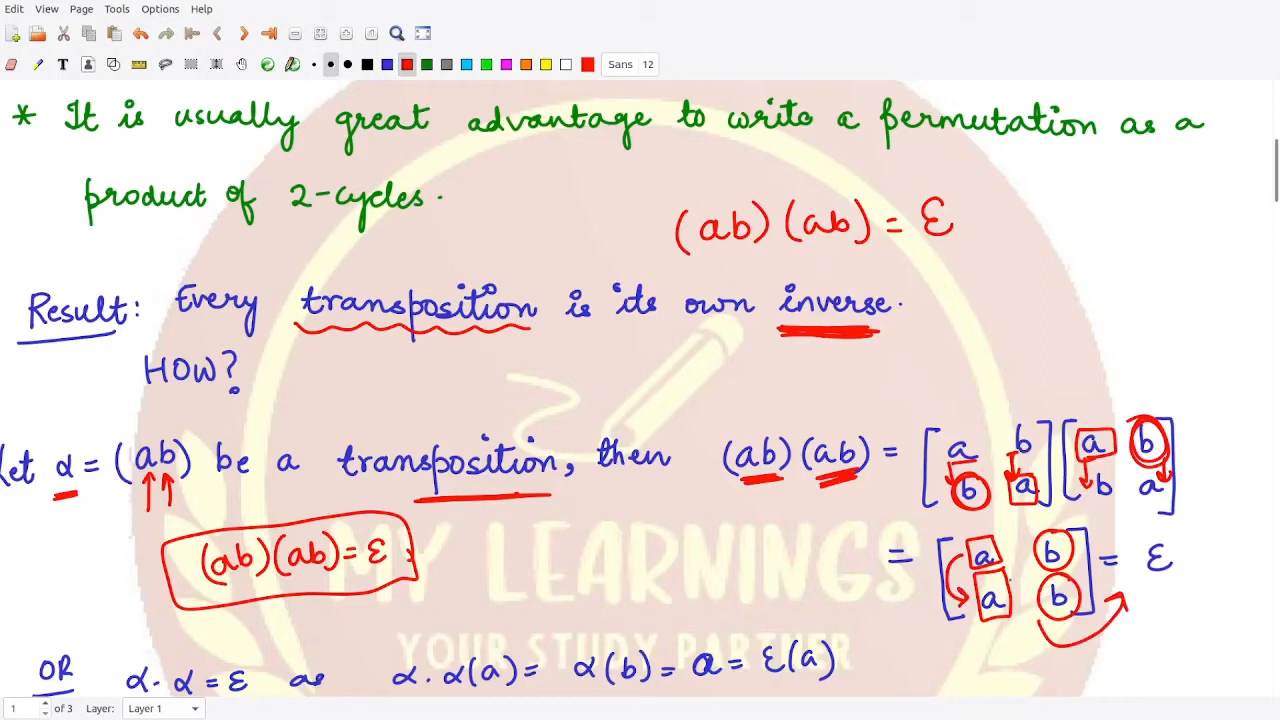 Edit View Page Tools Options Help
Sans 12
* It is usually great advantage to write a permutation as a
product of 2-cycles.
(ab)(ab) = ε
Result: Every transposition is its own inverse.
HOW?
Let α = (ab) be a transposition, then (ab)(ab) = [a b] [a b]
[b a] [b a]
(ab)(ab) = ε
= [a b] = ε
[a b]
MY LEARNINGS
YOUR STUDY PARTNER
OR α·α = ε as α·α(a) = α(b) = a = ε(a)
1 of 3 Layer: Layer 1